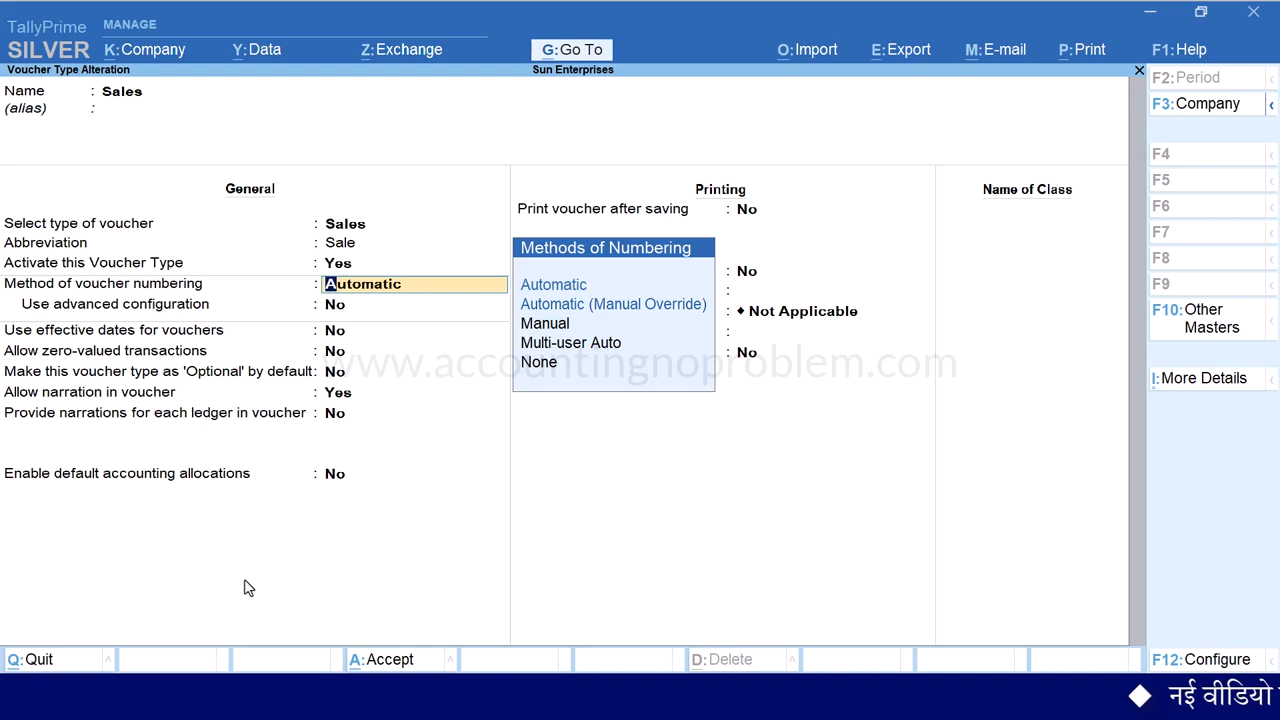 TallyPrime MANAGE
SILVER K:Company Y:Data Z:Exchange G:Go To O:Import E:Export M:E-mail P:Print F1:Help
Voucher Type Alteration Sun Enterprises
Name : Sales
(alias) :
General
Select type of voucher : Sales
Abbreviation : Sale
Activate this Voucher Type : Yes
Method of voucher numbering : Automatic
Use advanced configuration : No
Use effective dates for vouchers : No
Allow zero-valued transactions : No
Make this voucher type as 'Optional' by default : No
Allow narration in voucher : Yes
Provide narrations for each ledger in voucher : No
Enable default accounting allocations : No
Printing
Print voucher after saving : No
Methods of Numbering
Automatic
Automatic (Manual Override)
Manual
Multi-user Auto
None
: No
:
: ♦ Not Applicable
:
: No
Name of Class
www.accountingnoproblem.com
F2:Period
F3:Company
F4
F5
F6
F7
F8
F9
F10:Other
Masters
I:More Details
Q:Quit A:Accept D:Delete F12:Configure
◆ नई वीडियो